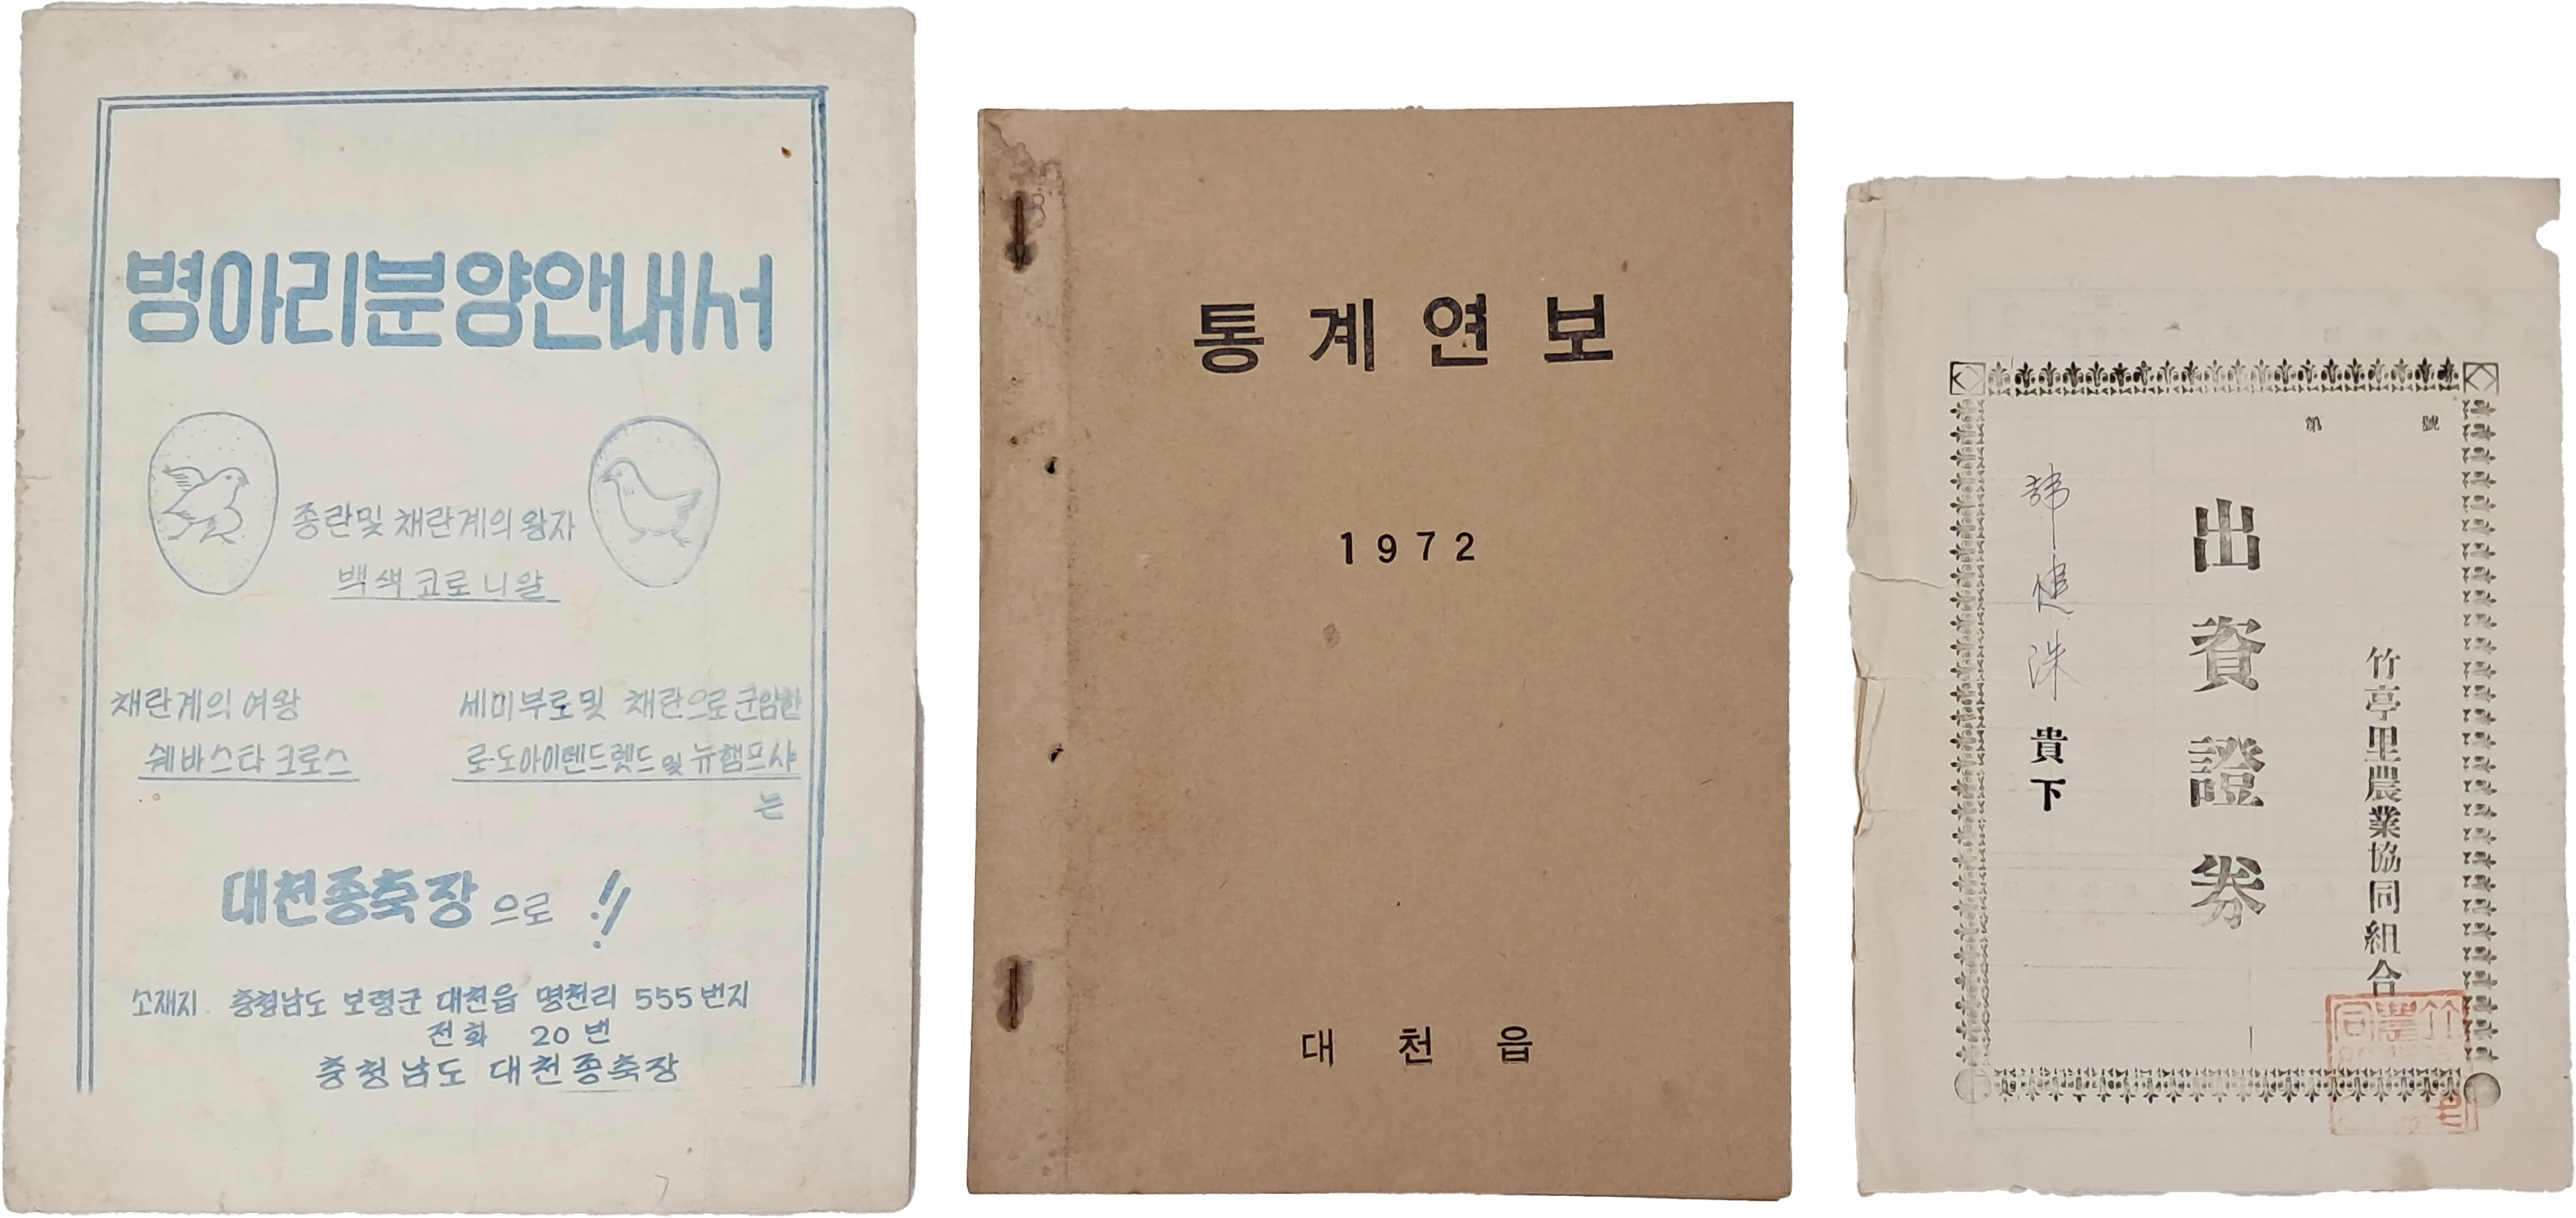 병아리분양안내서
종란및 채란계의 왕자
백색 코로니알
채란계의 여왕
쉐바스타 크로스
세미부로및 채란으로 군암한
로-도아이렌드렛드 및 뉴햄프샤
는
대천종축장 으로 !!
소재지 충청남도 보령군 대천읍 명천리 555번지
전화 20번
충청남도 대천종축장
통계연보
1972
대천읍
第 號
竹亭里農業協同組合
出資證券
貴下